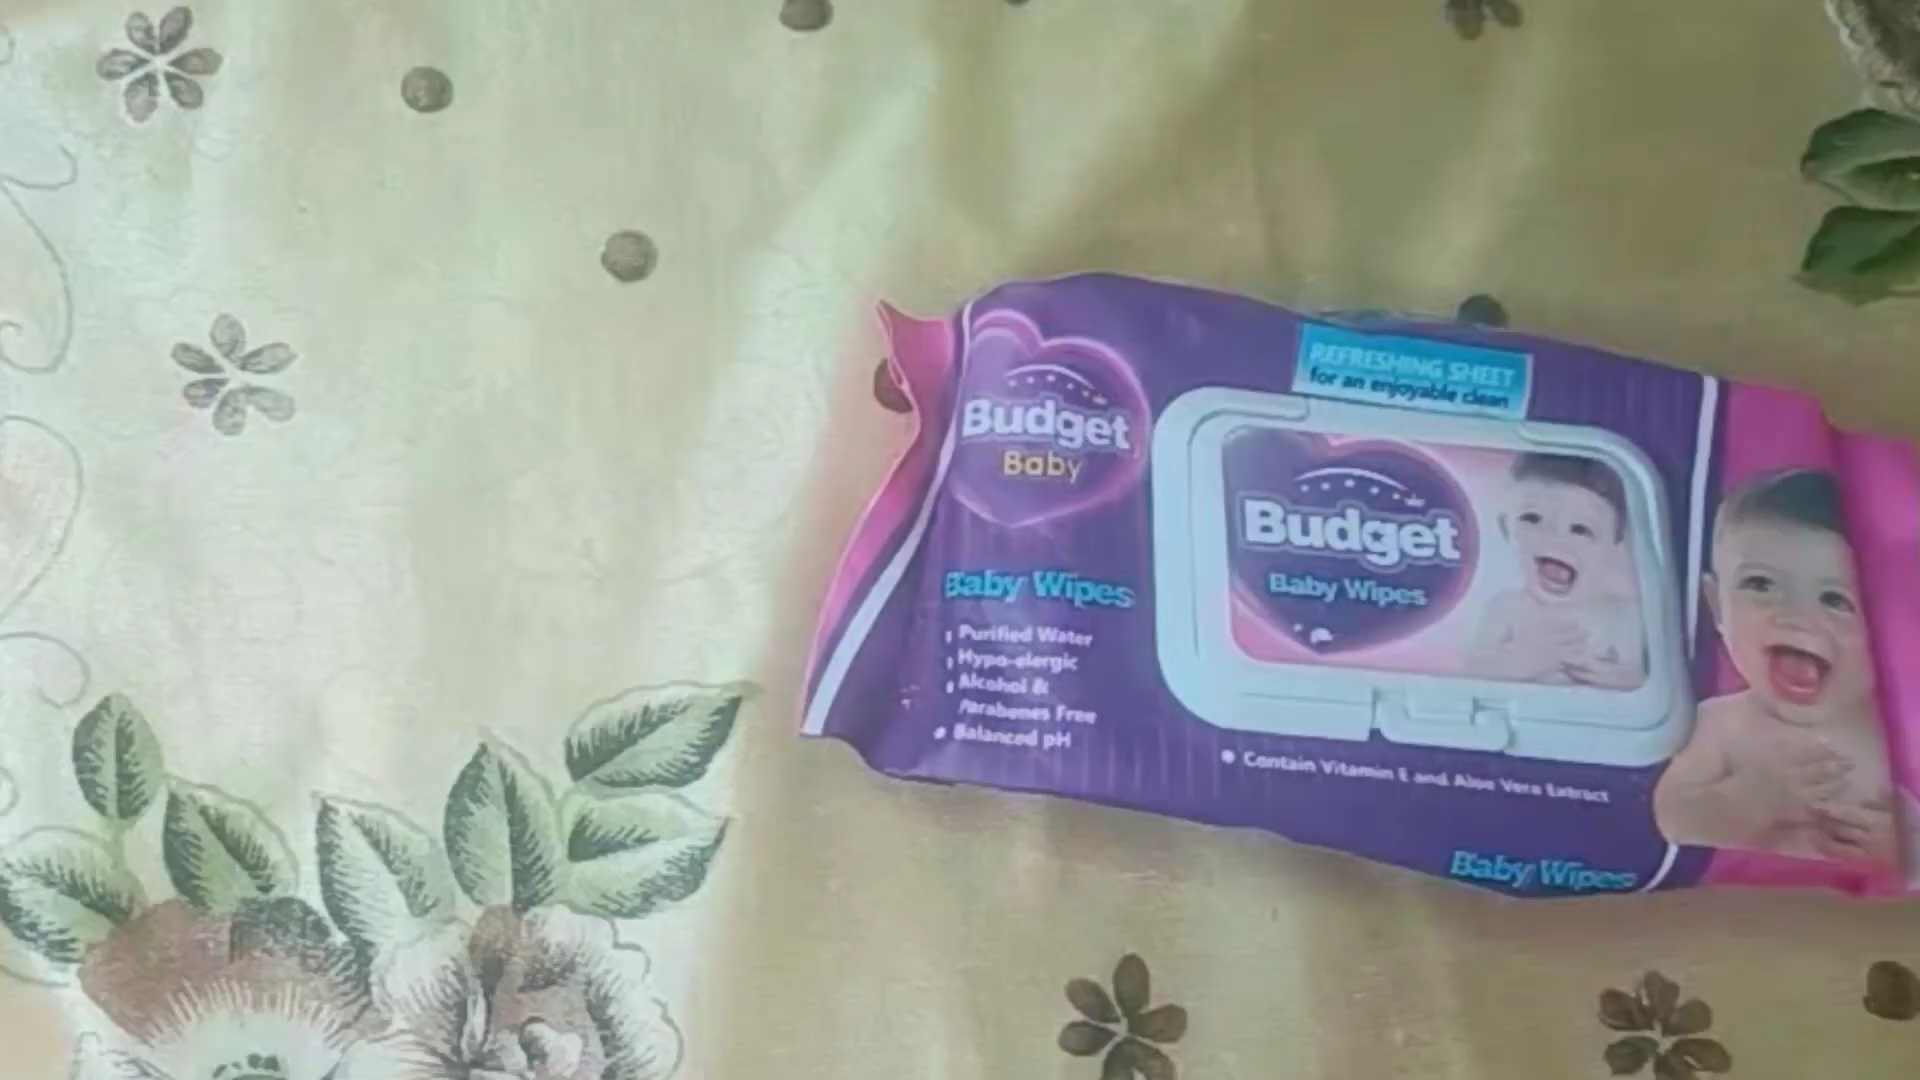 REFRESHING SHEET
for an enjoyable clean
Budget
Baby
Baby Wipes
Purified Water
Hypo-elergic
Alcohol &
Parabenes Free
Balanced pH
Budget
Baby Wipes
Contain Vitamin E and Aloe Vera Extract
Baby Wipes